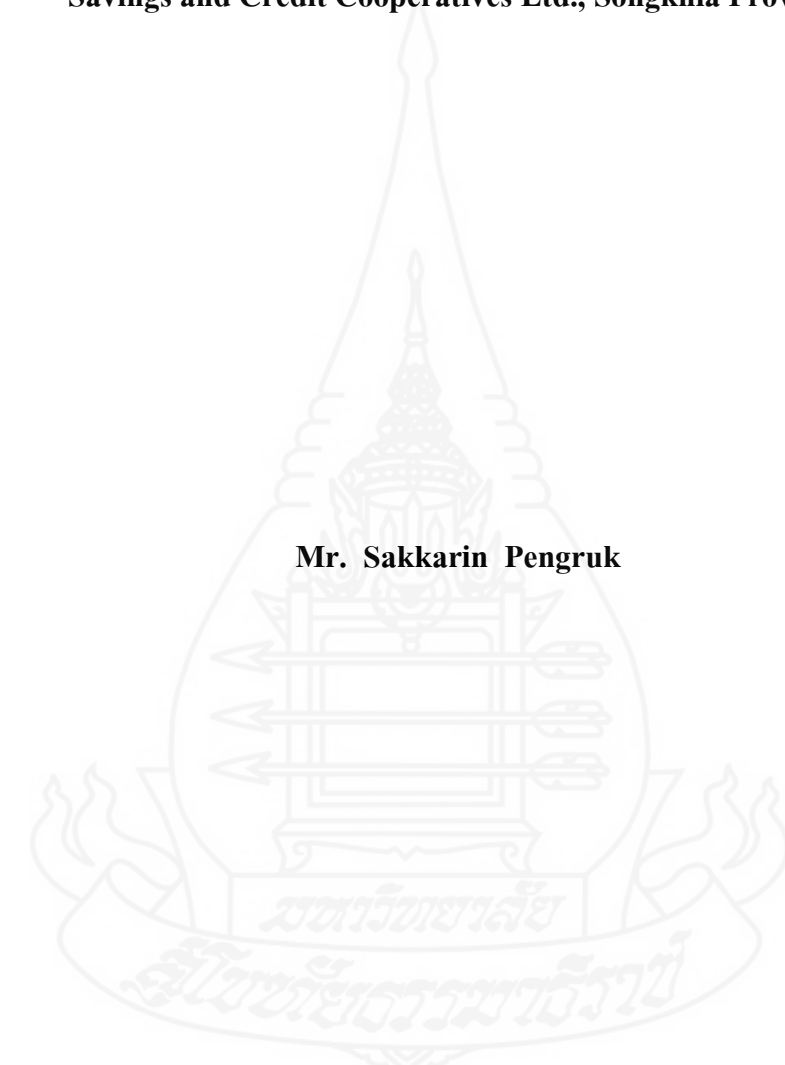 Savings and Credit Cooperatives Ltd., Songkhla
Mr. Sakkarin Pengruk
มหาวิทยาลัย
สุโขทัยธรรมาธิราช